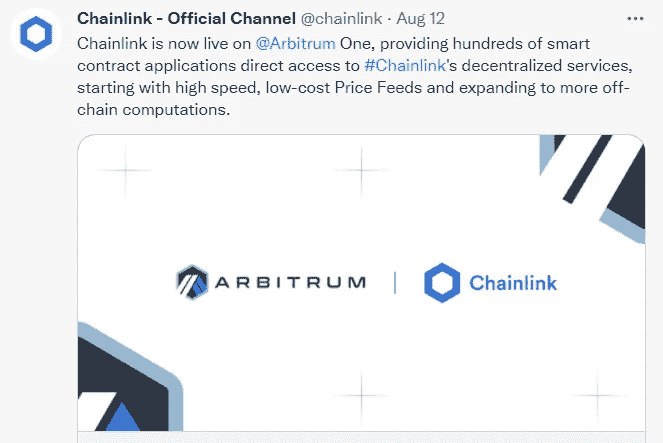 Chainlink - Official Channel @chainlink · Aug 12
Chainlink is now live on @Arbitrum One, providing hundreds of smart
contract applications direct access to #Chainlink's decentralized services,
starting with high speed, low-cost Price Feeds and expanding to more off-
chain computations.
ARBITRUM | Chainlink